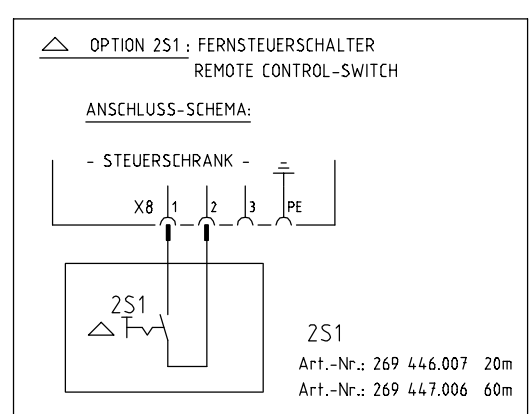 OPTION 2S1 : FERNSTEUERSCHALTER
REMOTE CONTROL-SWITCH
ANSCHLUSS-SCHEMA:
- STEUERSCHRANK -
X8 1 2 3 PE
2S1
2S1
Art.-Nr.: 269 446.007 20m
Art.-Nr.: 269 447.006 60m